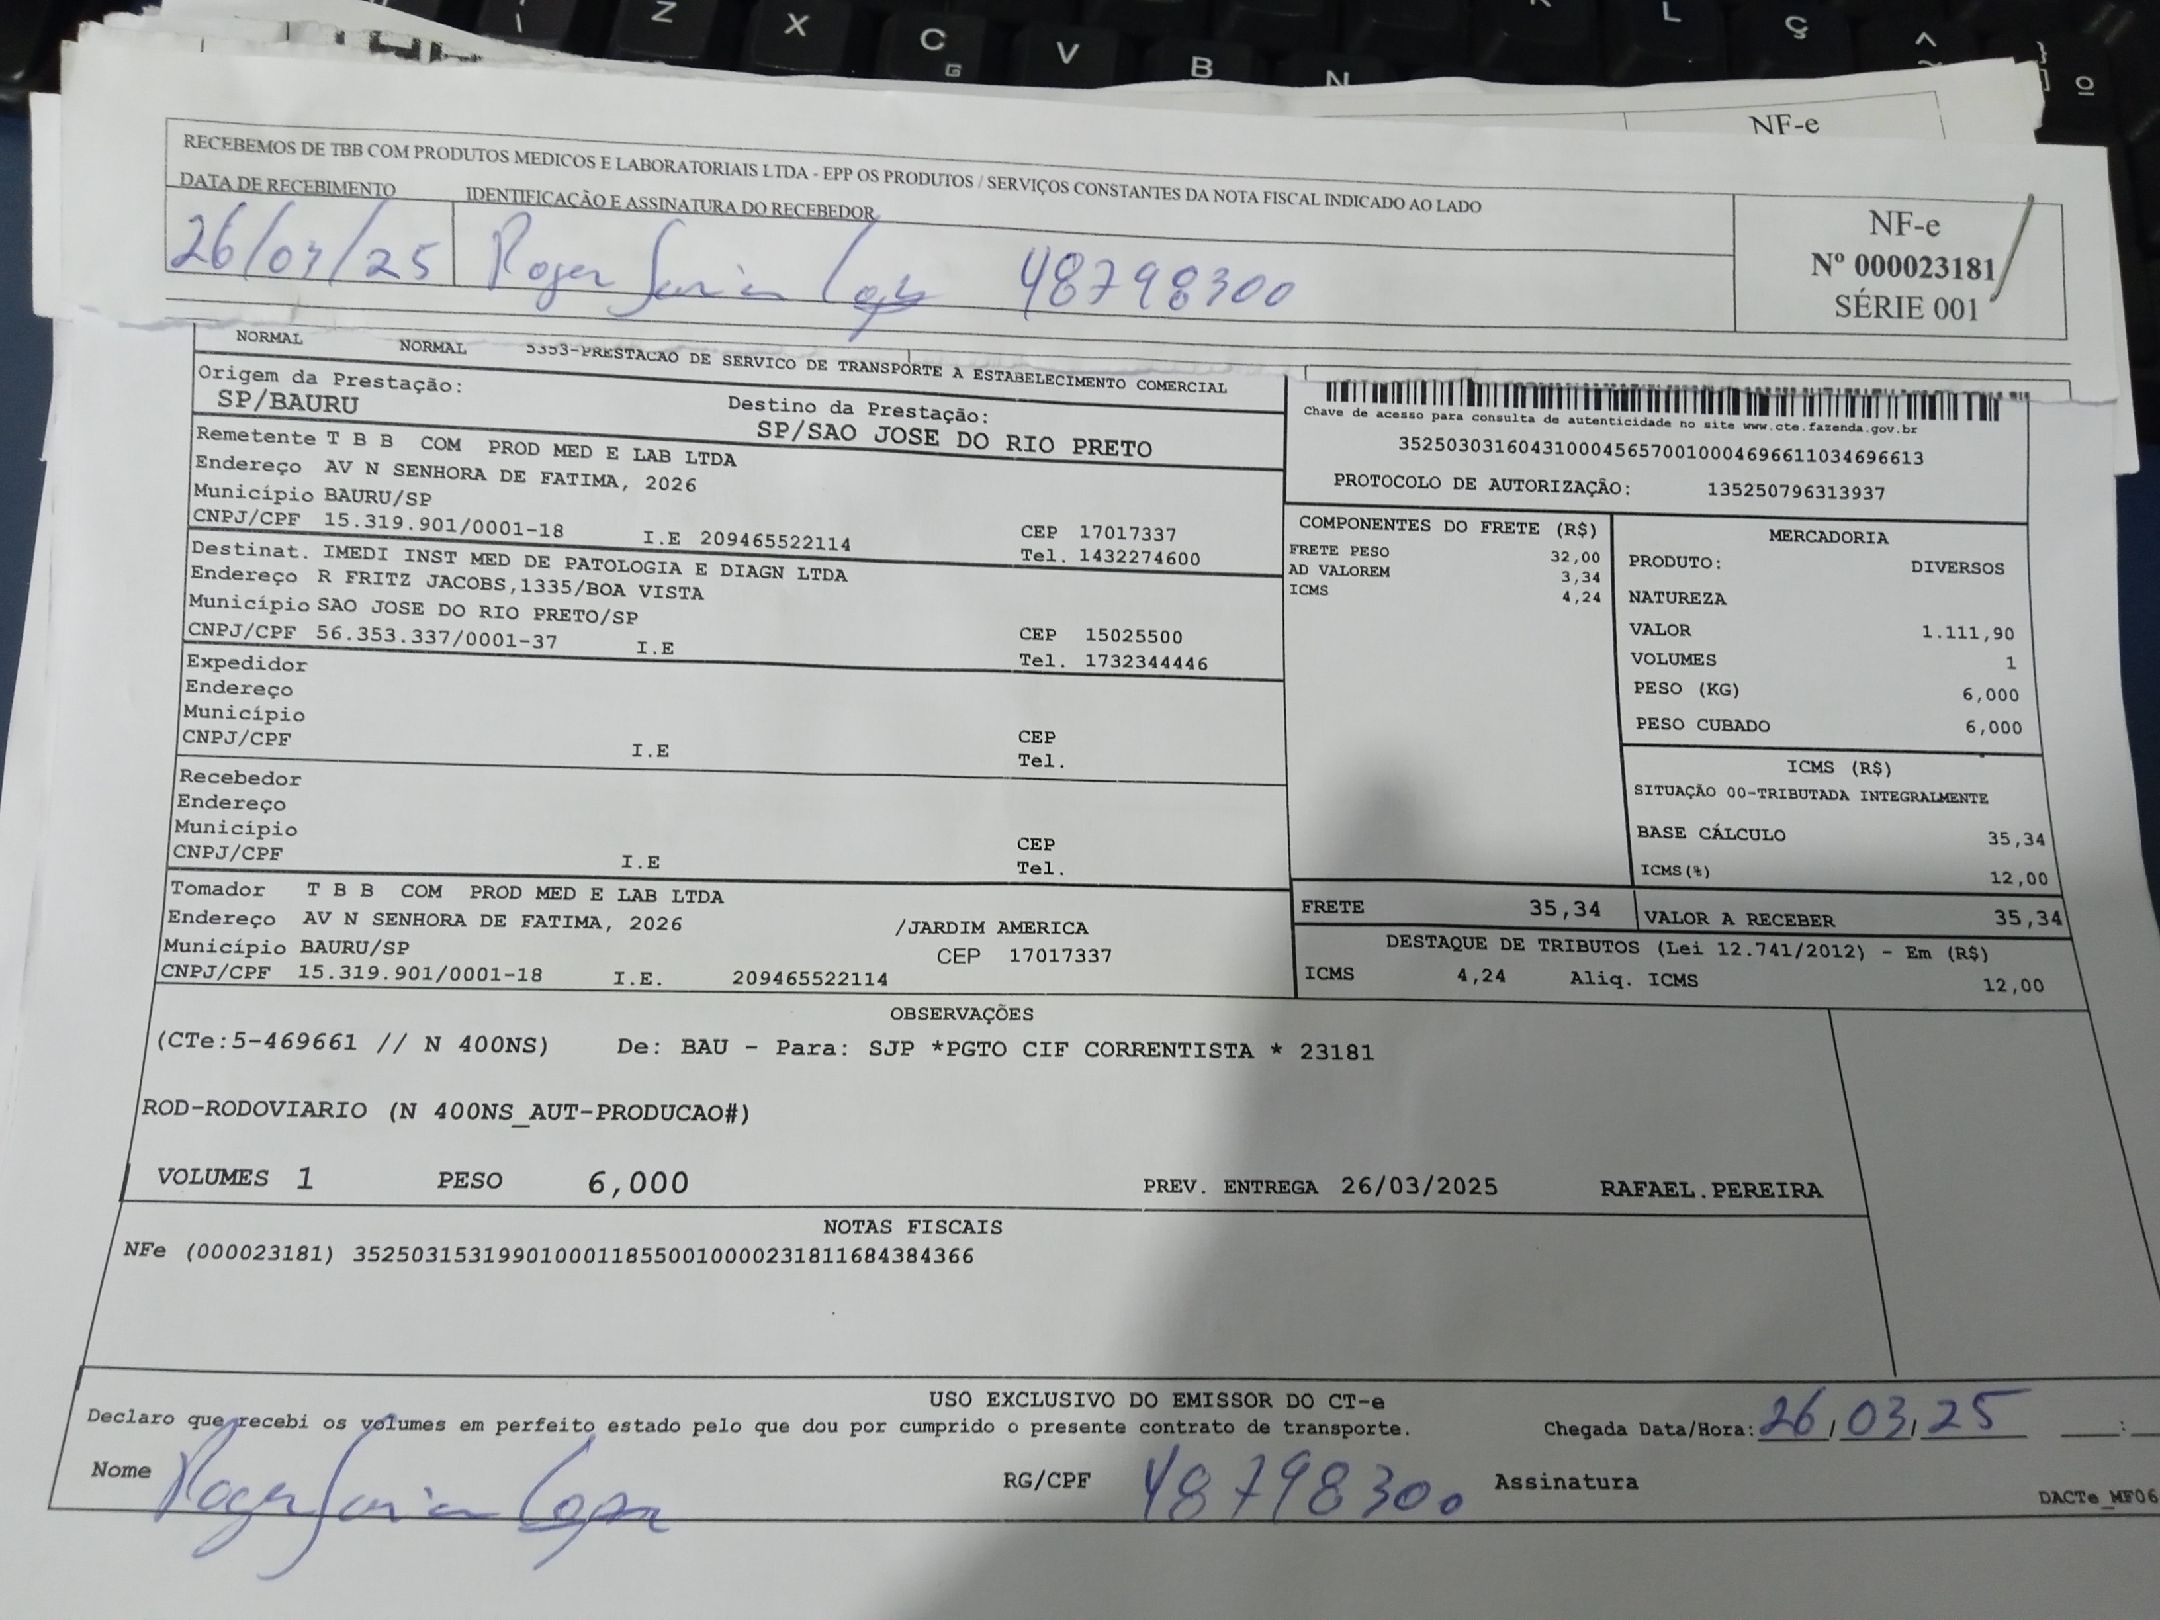 Z X C V B N L Ç ^ ~ } ] º
G
NF-e
RECEBEMOS DE TBB COM PRODUTOS MEDICOS E LABORATORIAIS LTDA - EPP OS PRODUTOS / SERVIÇOS CONSTANTES DA NOTA FISCAL INDICADO AO LADO
DATA DE RECEBIMENTO IDENTIFICAÇÃO E ASSINATURA DO RECEBEDOR
26/03/25 Roger 48798300
NF-e
Nº 000023181
SÉRIE 001
NORMAL NORMAL 5353-PRESTACAO DE SERVICO DE TRANSPORTE A ESTABELECIMENTO COMERCIAL
Origem da Prestação:
SP/BAURU
Destino da Prestação:
SP/SAO JOSE DO RIO PRETO
Remetente T B B COM PROD MED E LAB LTDA
Endereço AV N SENHORA DE FATIMA, 2026
Município BAURU/SP
CNPJ/CPF 15.319.901/0001-18 I.E 209465522114
CEP 17017337
Tel. 1432274600
Destinat. IMEDI INST MED DE PATOLOGIA E DIAGN LTDA
Endereço R FRITZ JACOBS,1335/BOA VISTA
Município SAO JOSE DO RIO PRETO/SP
CNPJ/CPF 56.353.337/0001-37 I.E
CEP 15025500
Tel. 1732344446
Expedidor
Endereço
Município
CNPJ/CPF I.E
CEP
Tel.
Recebedor
Endereço
Município
CNPJ/CPF I.E
CEP
Tel.
Tomador T B B COM PROD MED E LAB LTDA
Endereço AV N SENHORA DE FATIMA, 2026 /JARDIM AMERICA
Município BAURU/SP CEP 17017337
CNPJ/CPF 15.319.901/0001-18 I.E. 209465522114
Chave de acesso para consulta de autenticidade no site www.cte.fazenda.gov.br
35250303160431000456570010004696611034696613
PROTOCOLO DE AUTORIZAÇÃO: 135250796313937
COMPONENTES DO FRETE (R$)
FRETE PESO 32,00
AD VALOREM 3,34
ICMS 4,24
MERCADORIA
PRODUTO: DIVERSOS
NATUREZA
VALOR 1.111,90
VOLUMES 1
PESO (KG) 6,000
PESO CUBADO 6,000
ICMS (R$)
SITUAÇÃO 00-TRIBUTADA INTEGRALMENTE
BASE CÁLCULO 35,34
ICMS(%) 12,00
FRETE 35,34 VALOR A RECEBER 35,34
DESTAQUE DE TRIBUTOS (Lei 12.741/2012) - Em (R$)
ICMS 4,24 Aliq. ICMS 12,00
OBSERVAÇÕES
(CTe:5-469661 // N 400NS) De: BAU - Para: SJP *PGTO CIF CORRENTISTA * 23181
ROD-RODOVIARIO (N 400NS_AUT-PRODUCAO#)
VOLUMES 1 PESO 6,000 PREV. ENTREGA 26/03/2025 RAFAEL.PEREIRA
NOTAS FISCAIS
NFe (000023181) 35250315319901000118550010000231811684384366
USO EXCLUSIVO DO EMISSOR DO CT-e
Declaro que recebi os volumes em perfeito estado pelo que dou por cumprido o presente contrato de transporte. Chegada Data/Hora: 26/03/25 :
Nome Roger RG/CPF 48798300 Assinatura
DACTe_MF06